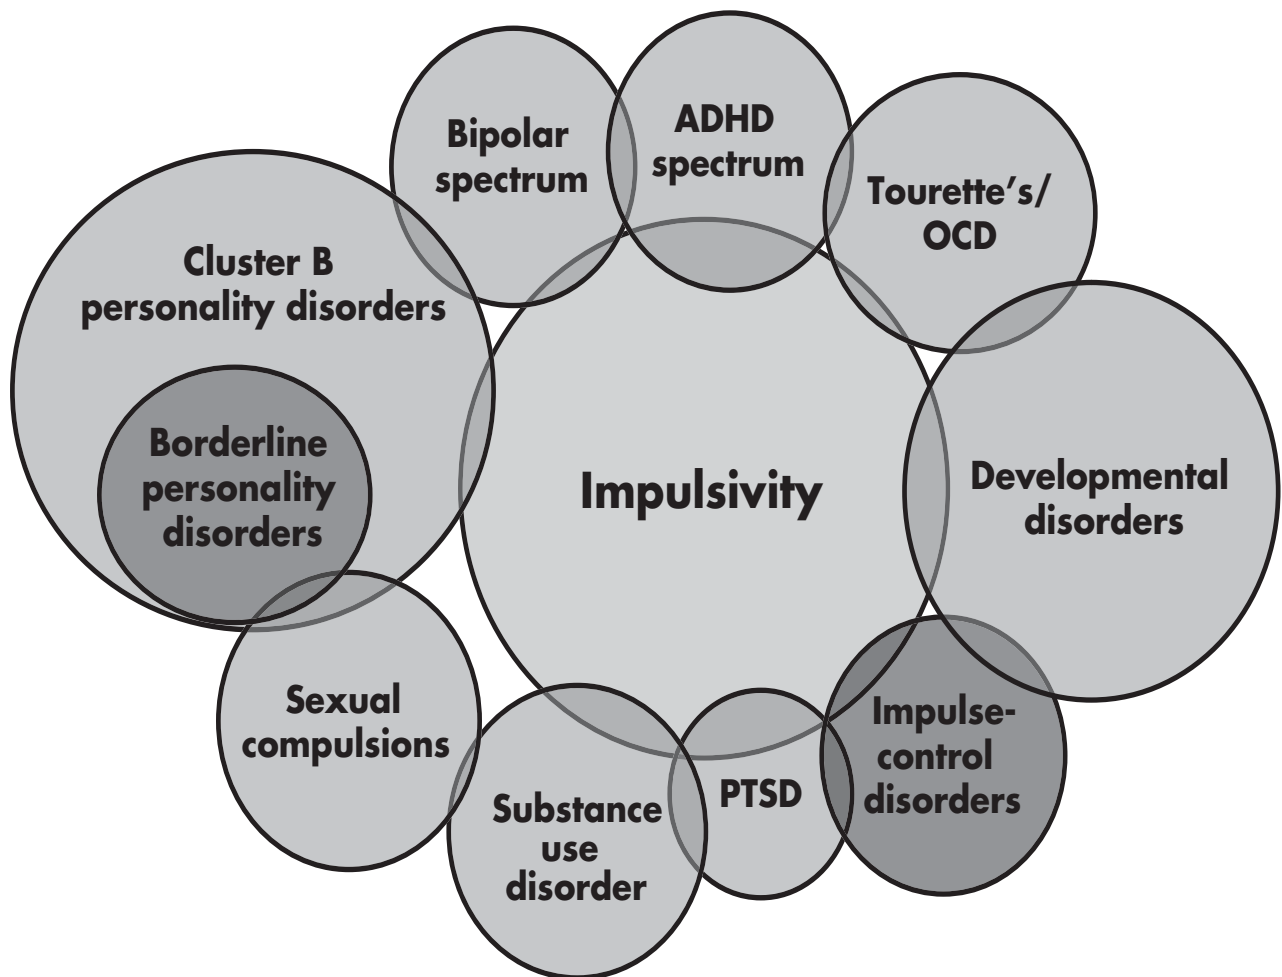 Bipolar
spectrum
ADHD
spectrum
Tourette's/
OCD
Cluster B
personality disorders
Borderline
personality
disorders
Impulsivity
Developmental
disorders
Sexual
compulsions
Substance
use
disorder
PTSD
Impulse-
control
disorders